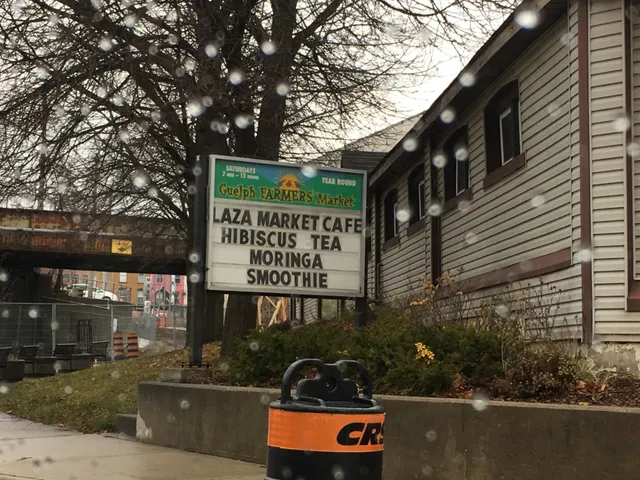 SATURDAYS
7 am - 12 noon
YEAR ROUND
Guelph FARMERS' Market
LAZA MARKET CAFE
HIBISCUS TEA
MORINGA
SMOOTHIE
CRS